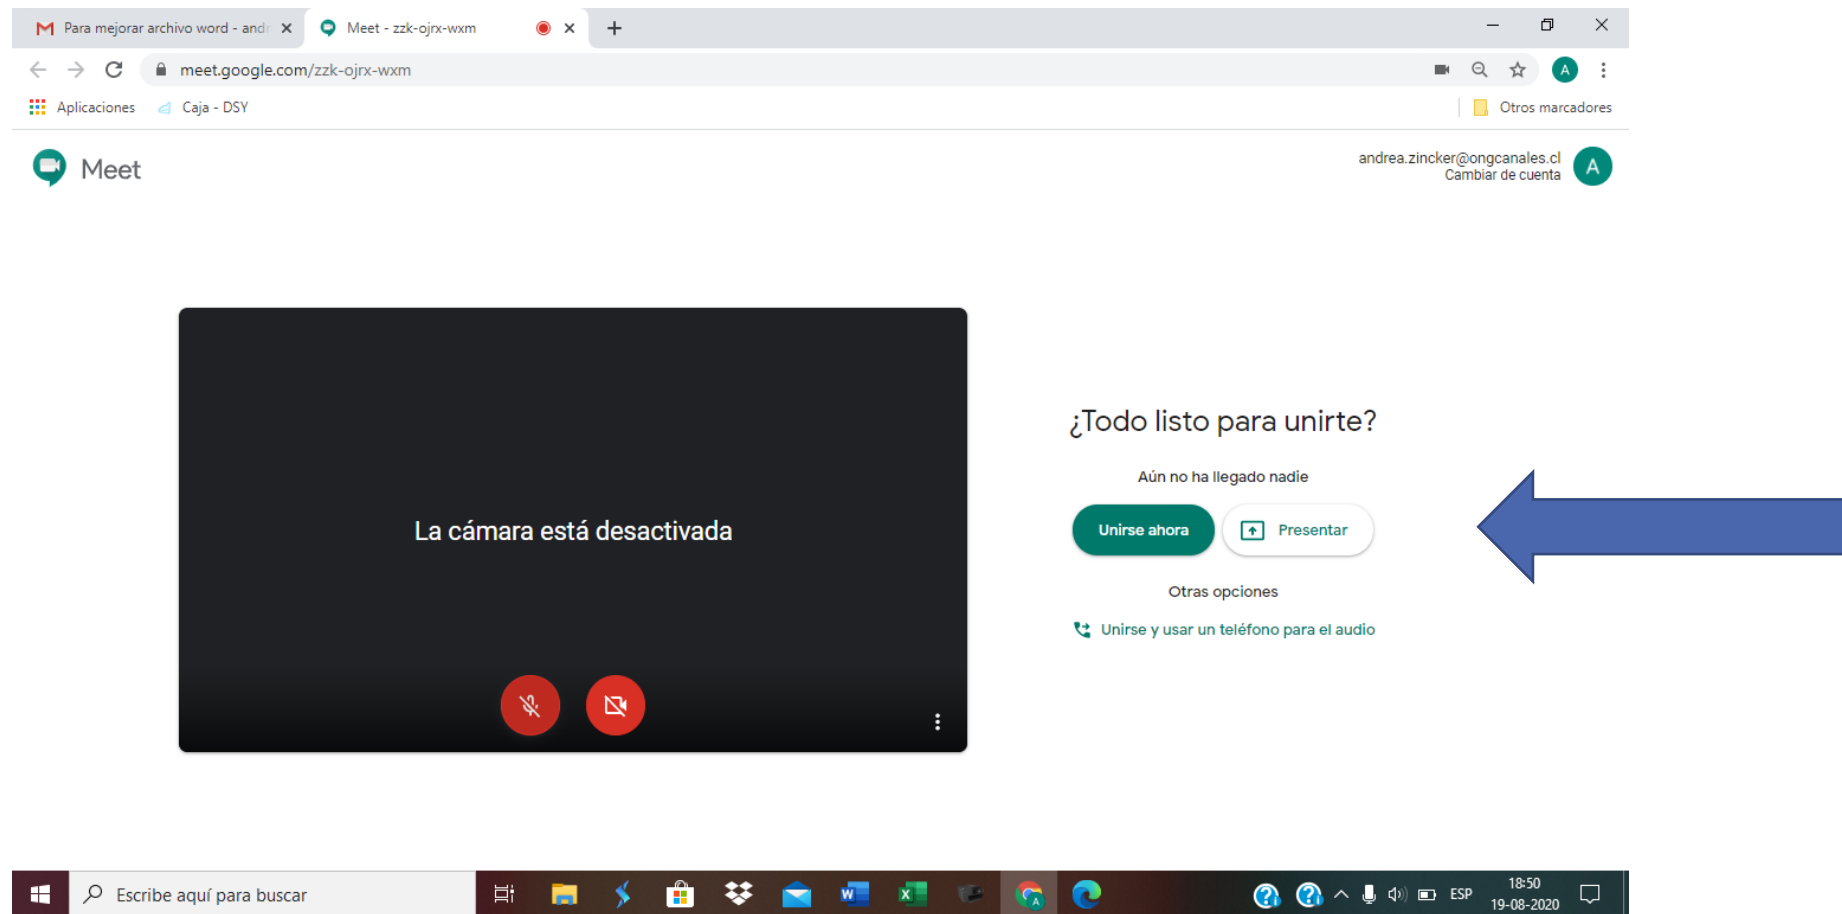 Para mejorar archivo word - andr
Meet - zzk-ojrx-wxm
meet.google.com/zzk-ojrx-wxm
A
Aplicaciones
Caja - DSY
Otros marcadores
Meet
andrea.zincker@ongcanales.cl
Cambiar de cuenta
A
¿Todo listo para unirte?
Aún no ha llegado nadie
La cámara está desactivada
Unirse ahora
Presentar
Otras opciones
Unirse y usar un teléfono para el audio
Escribe aquí para buscar
ESP
18:50
19-08-2020